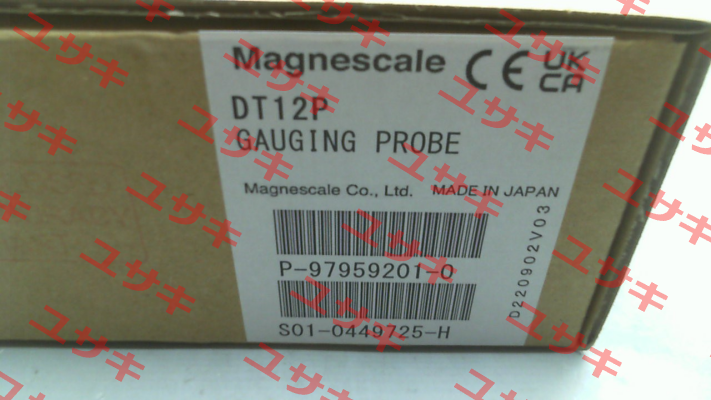 Magnescale CE UK
CA
DT12P
GAUGING PROBE
Magnescale Co., Ltd. MADE IN JAPAN
P-97959201-0
S01-0449725-H
D220902V03
ユサキ